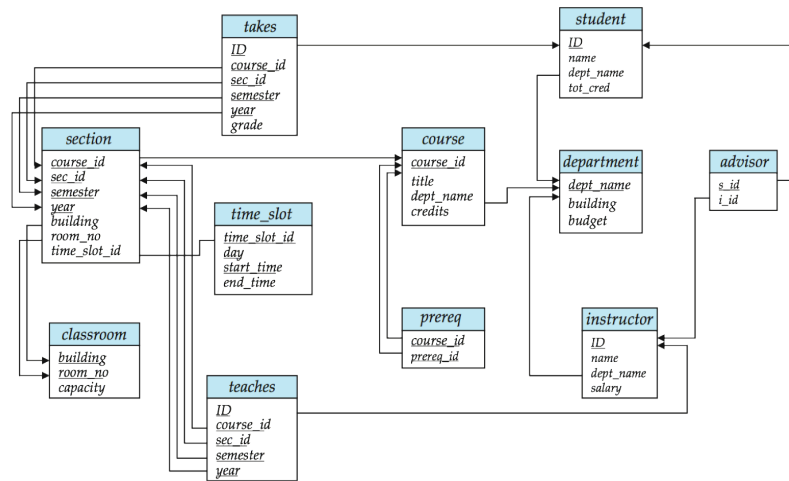 takes
ID
course_id
sec_id
semester
year
grade
student
ID
name
dept_name
tot_cred
section
course_id
sec_id
semester
year
building
room_no
time_slot_id
course
course_id
title
dept_name
credits
department
dept_name
building
budget
advisor
s_id
i_id
time_slot
time_slot_id
day
start_time
end_time
prereq
course_id
prereq_id
instructor
ID
name
dept_name
salary
classroom
building
room_no
capacity
teaches
ID
course_id
sec_id
semester
year